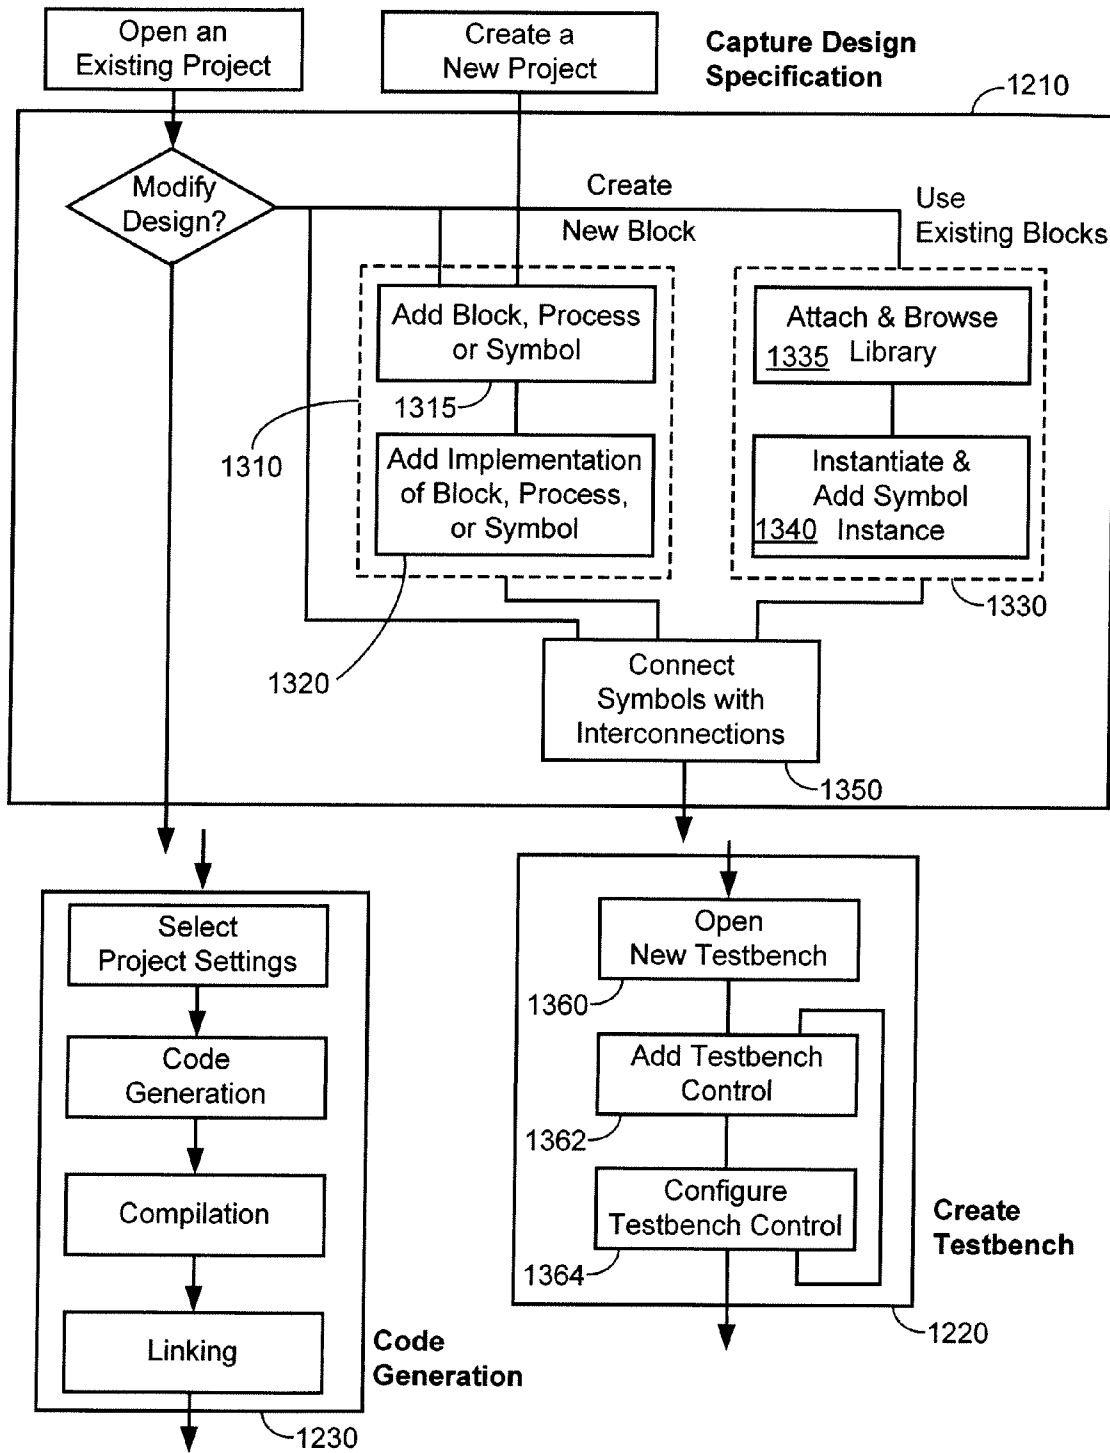 Open an
Existing Project
Create a
New Project
Capture Design
Specification
1210
Modify
Design?
Create
New Block
Use
Existing Blocks
Add Block, Process
or Symbol
1315
1310
Add Implementation
of Block, Process,
or Symbol
1320
Attach & Browse
1335 Library
Instantiate &
Add Symbol
1340 Instance
1330
Connect
Symbols with
Interconnections
1350
Select
Project Settings
Code
Generation
Compilation
Linking
Code
Generation
1230
Open
New Testbench
1360
Add Testbench
Control
1362
Configure
Testbench Control
1364
Create
Testbench
1220